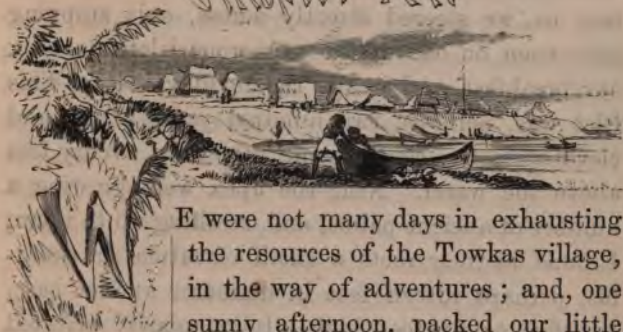 WE were not many days in exhausting
the resources of the Towkas village,
in the way of adventures; and, one
sunny afternoon, packed our little